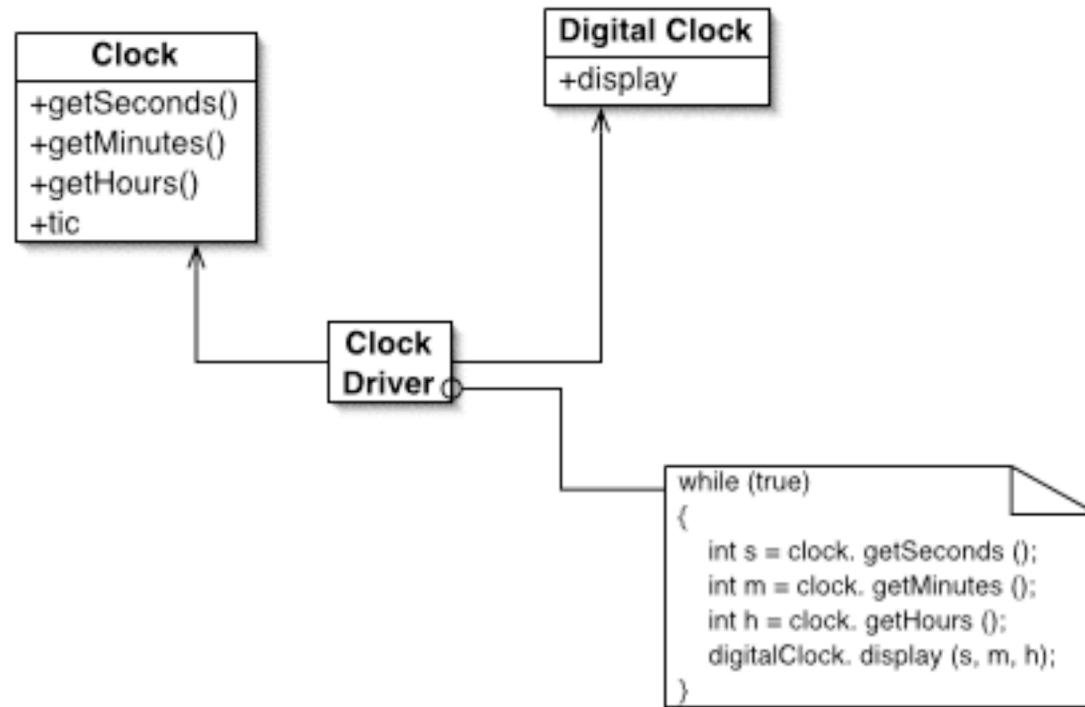 Clock
+getSeconds()
+getMinutes()
+getHours()
+tic
Digital Clock
+display
Clock
Driver
while (true)
{
int s = clock. getSeconds ();
int m = clock. getMinutes ();
int h = clock. getHours ();
digitalClock. display (s, m, h);
}